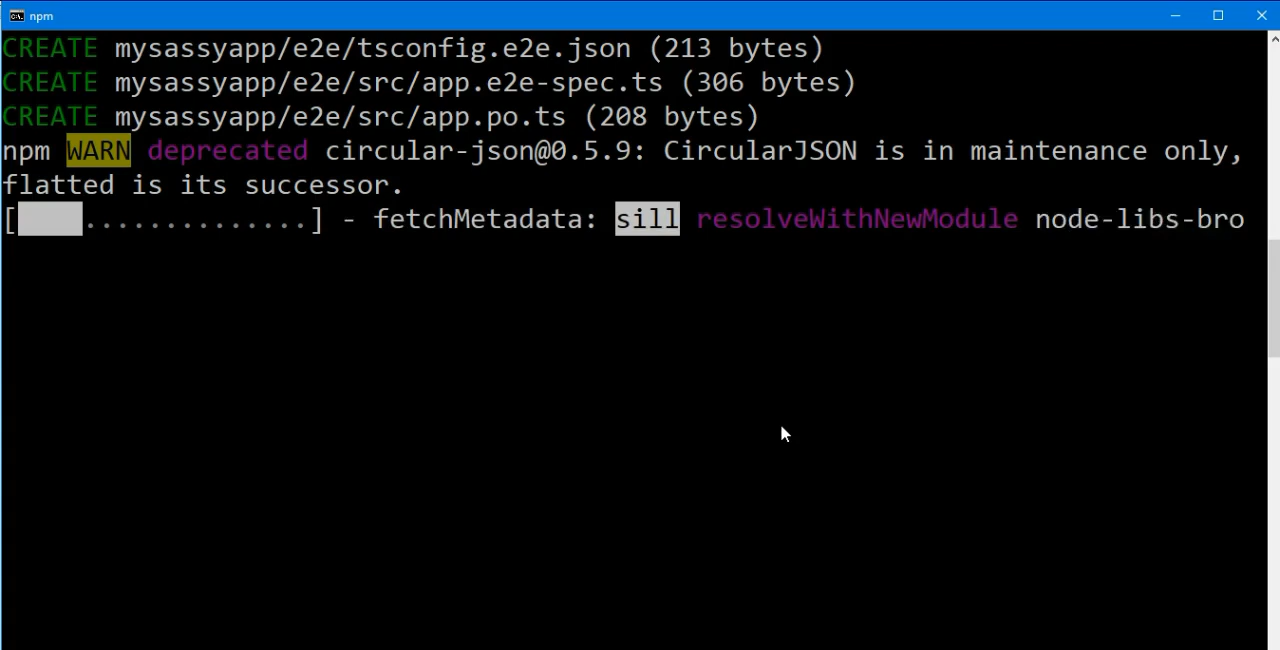 npm
CREATE mysassyapp/e2e/tsconfig.e2e.json (213 bytes)
CREATE mysassyapp/e2e/src/app.e2e-spec.ts (306 bytes)
CREATE mysassyapp/e2e/src/app.po.ts (208 bytes)
npm WARN deprecated circular-json@0.5.9: CircularJSON is in maintenance only,
flatted is its successor.
[    ..............] - fetchMetadata: sill resolveWithNewModule node-libs-bro